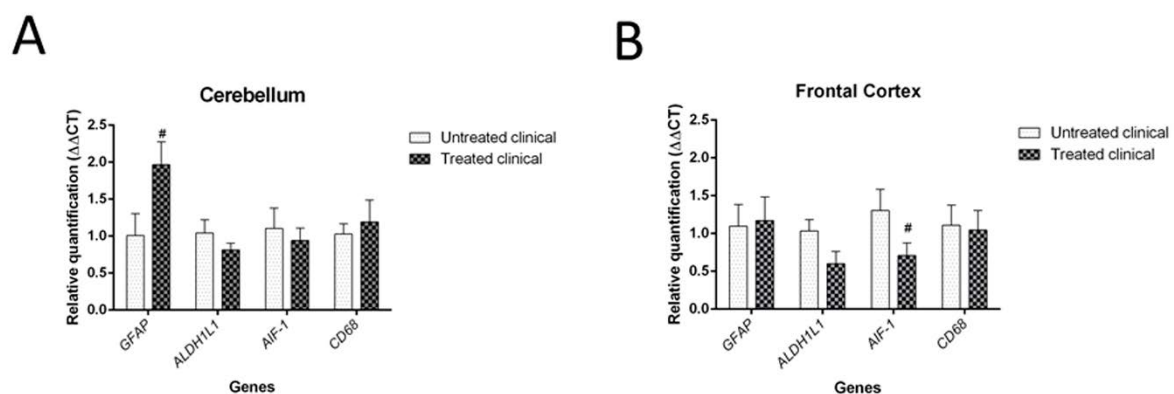 A
Cerebellum
Relative quantification (ΔΔCT)
2.5
2.0
1.5
1.0
0.5
0.0
#
GFAP
ALDH1L1
AIF-1
CD68
Genes
Untreated clinical
Treated clinical
B
Frontal Cortex
Relative quantification (ΔΔCT)
2.5
2.0
1.5
1.0
0.5
0.0
#
GFAP
ALDH1L1
AIF-1
CD68
Genes
Untreated clinical
Treated clinical